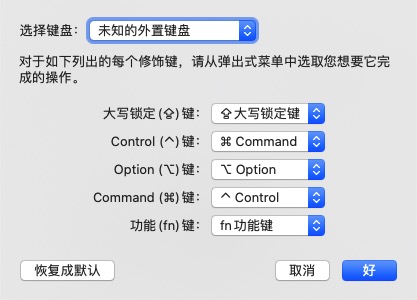 选择键盘： 未知的外置键盘
对于如下列出的每个修饰键，请从弹出式菜单中选取您想要它完
成的操作。
大写锁定 (⇪) 键： ⇪ 大写锁定键
Control (^) 键： ⌘ Command
Option (⌥) 键： ⌥ Option
Command (⌘) 键： ^ Control
功能 (fn) 键： fn 功能键
恢复成默认 取消 好